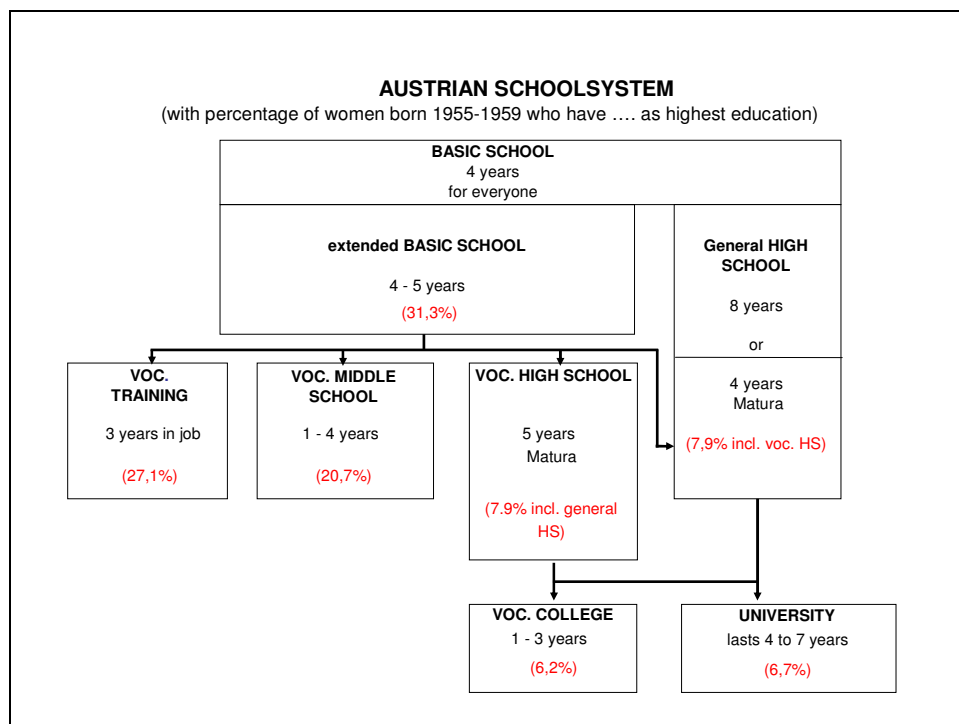 AUSTRIAN SCHOOLSYSTEM
(with percentage of women born 1955-1959 who have .... as highest education)
BASIC SCHOOL
4 years
for everyone
extended BASIC SCHOOL
4 - 5 years
(31,3%)
General HIGH
SCHOOL
8 years
or
4 years
Matura
(7,9% incl. voc. HS)
VOC.
TRAINING
3 years in job
(27,1%)
VOC. MIDDLE
SCHOOL
1 - 4 years
(20,7%)
VOC. HIGH SCHOOL
5 years
Matura
(7.9% incl. general
HS)
VOC. COLLEGE
1 - 3 years
(6,2%)
UNIVERSITY
lasts 4 to 7 years
(6,7%)